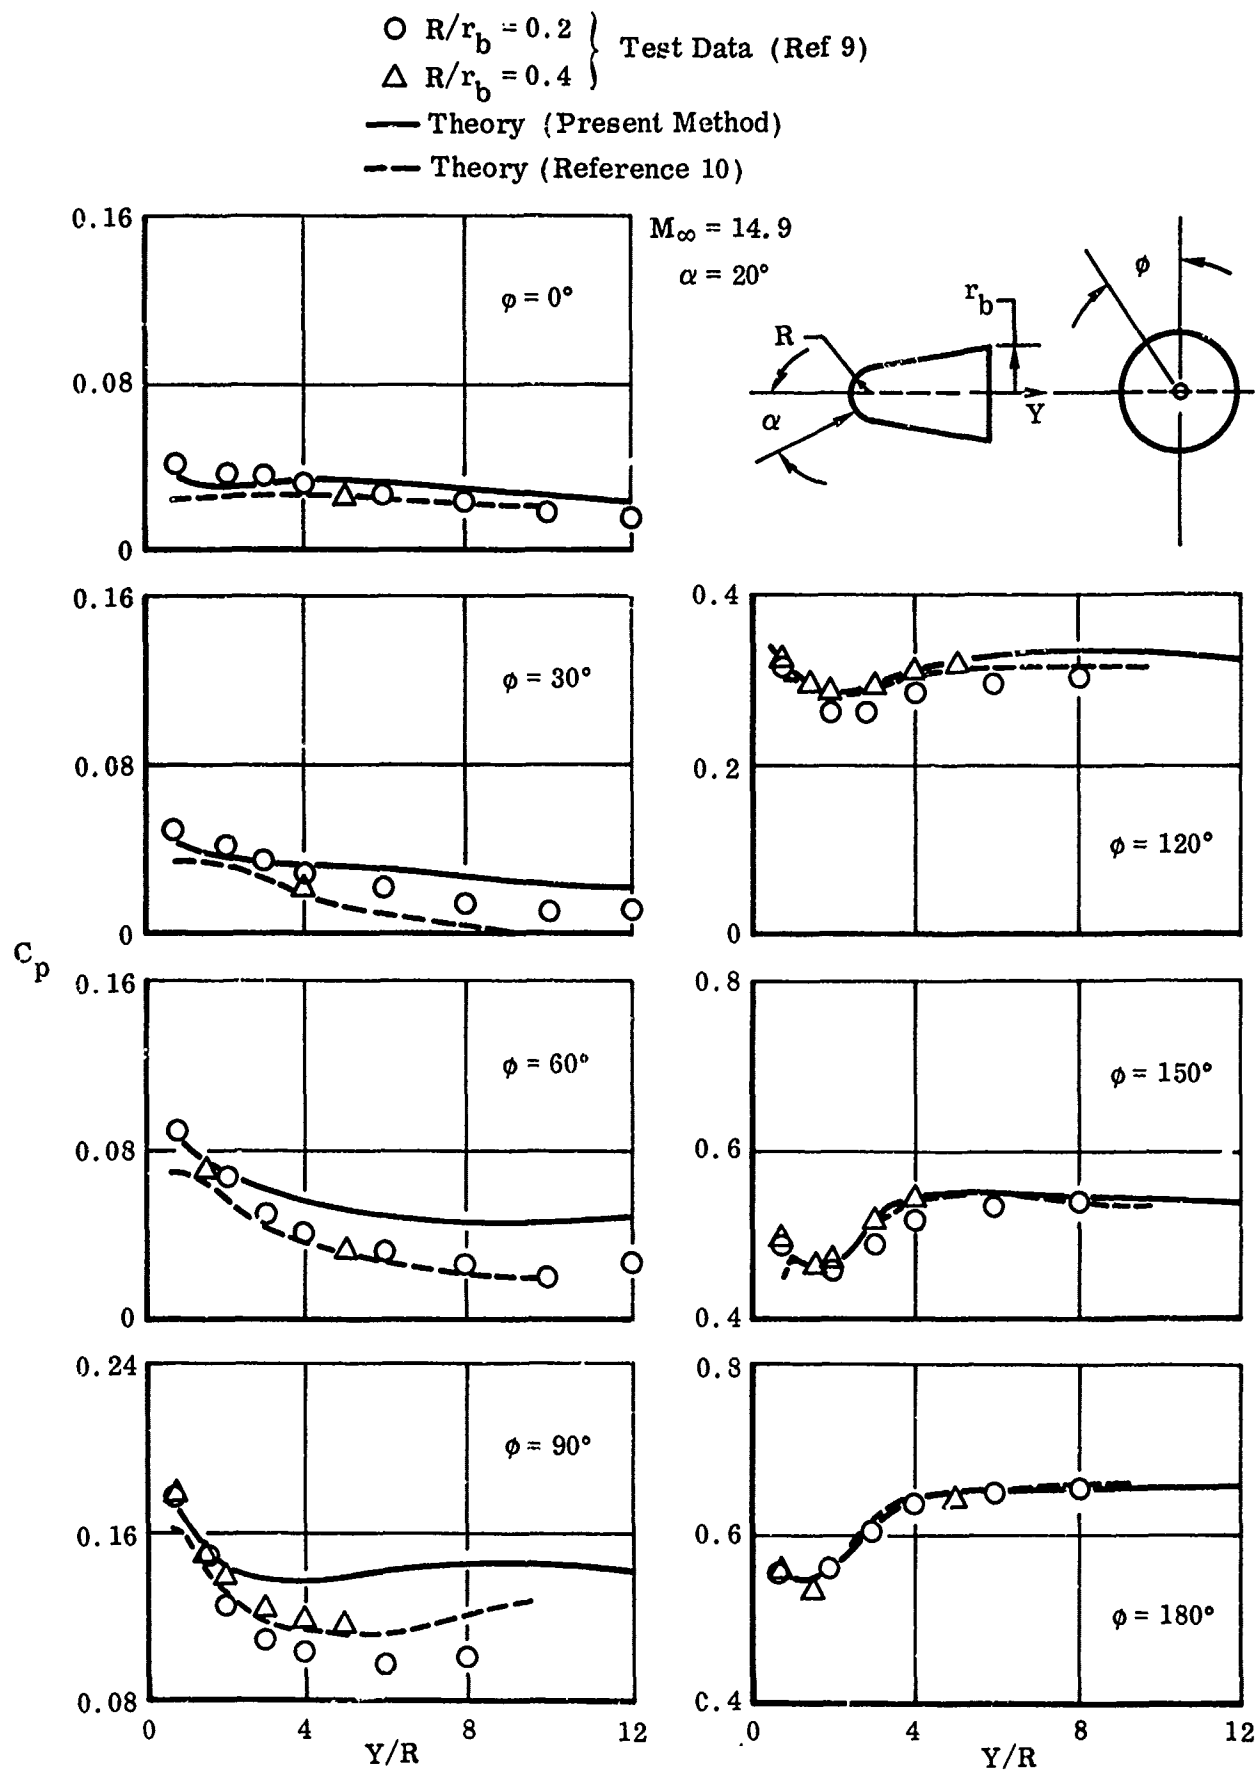 R/r_b = 0.2
R/r_b = 0.4
Test Data (Ref 9)
Theory (Present Method)
Theory (Reference 10)
M∞ = 14.9
α = 20°
R
α
r_b
Y
ø
C_p
0.16
0.08
0
φ = 0°
0.16
0.08
0
ø = 30°
0.16
0.08
0
ø = 60°
0.24
0.16
0.08
ø = 90°
0 4 8 12
Y/R
0.4
0.2
0
ø = 120°
0.8
0.6
0.4
ø = 150°
0.8
0.6
C.4
ø = 180°
0 4 8 12
Y/R